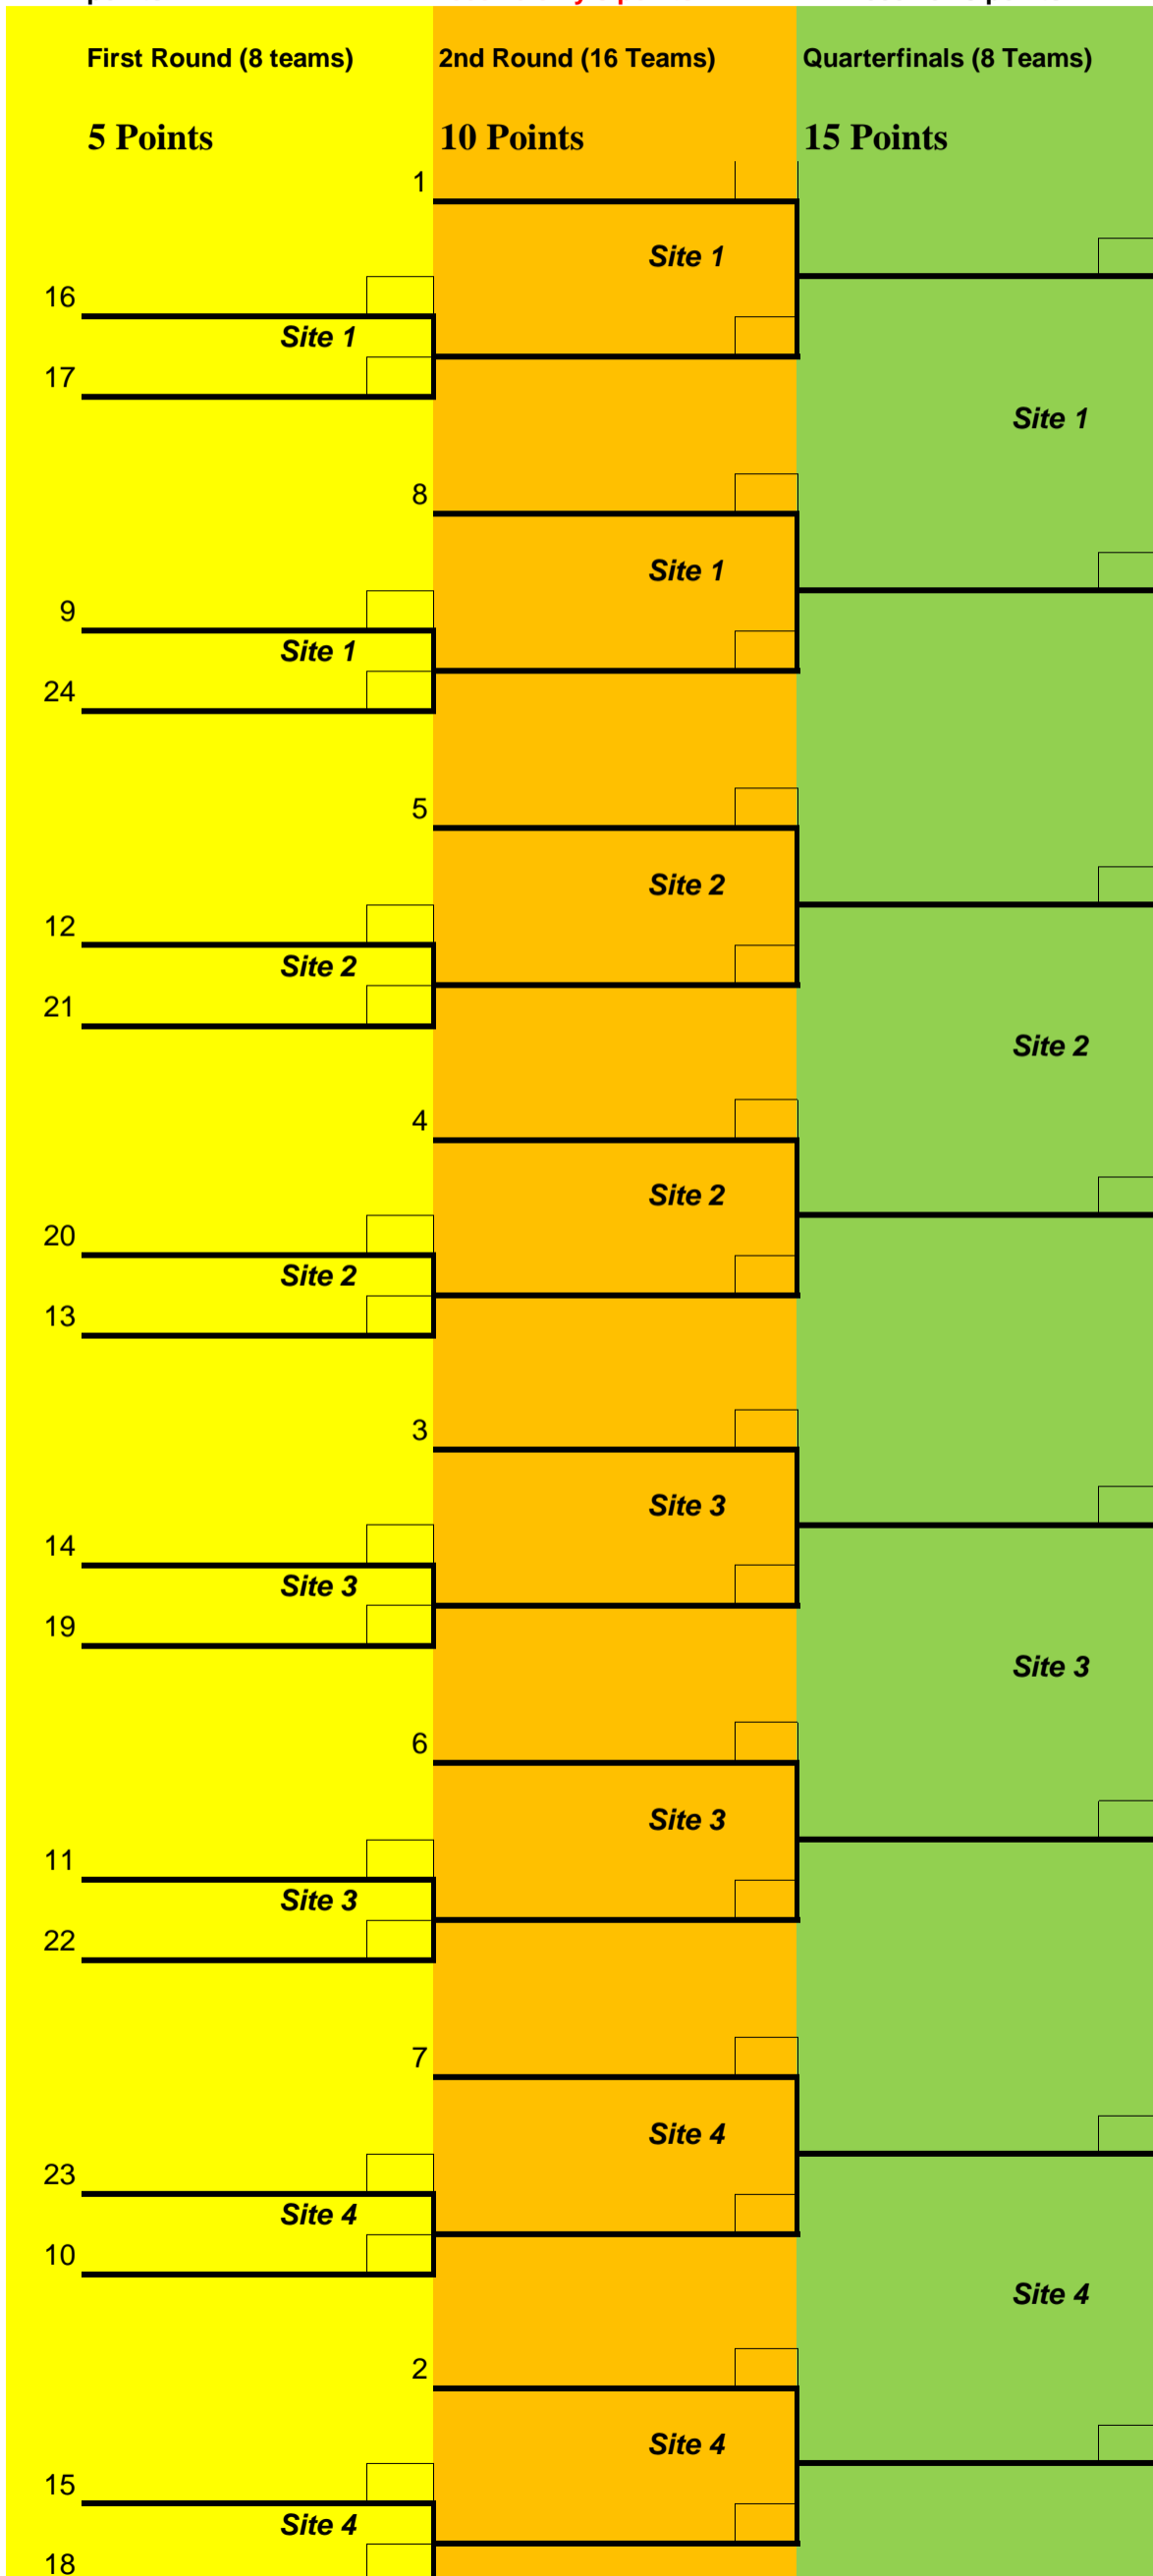 First Round (8 teams) 2nd Round (16 Teams) Quarterfinals (8 Teams)
5 Points 10 Points 15 Points
1
Site 1
16
Site 1
17
Site 1
8
Site 1
9
Site 1
24
5
Site 2
12
Site 2
21
Site 2
4
Site 2
20
Site 2
13
3
Site 3
14
Site 3
19
Site 3
6
Site 3
11
Site 3
22
7
Site 4
23
Site 4
10
Site 4
2
Site 4
15
Site 4
18